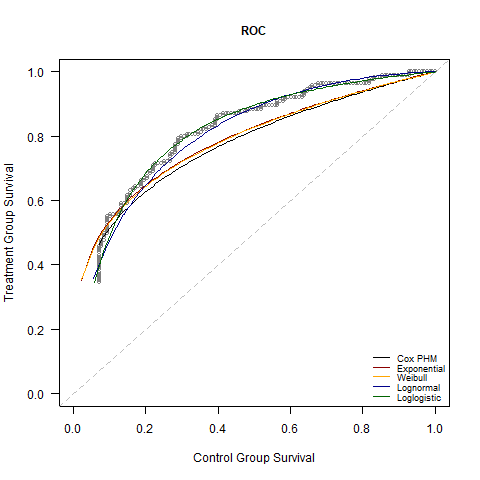 ROC
Treatment Group Survival
1.0
0.8
0.6
0.4
0.2
0.0
Cox PHM
Exponential
Weibull
Lognormal
Loglogistic
0.0 0.2 0.4 0.6 0.8 1.0
Control Group Survival